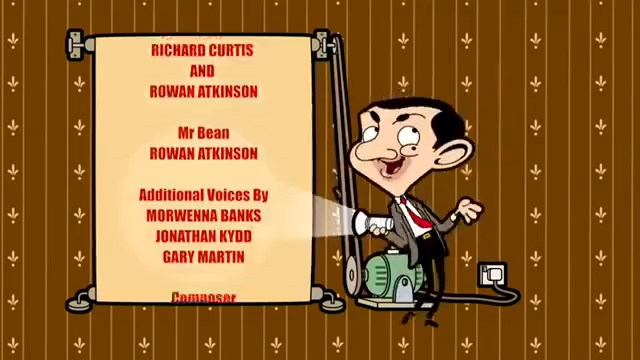 RICHARD CURTIS
AND
ROWAN ATKINSON
Mr Bean
ROWAN ATKINSON
Additional Voices By
MORWENNA BANKS
JONATHAN KYDD
GARY MARTIN
Composer